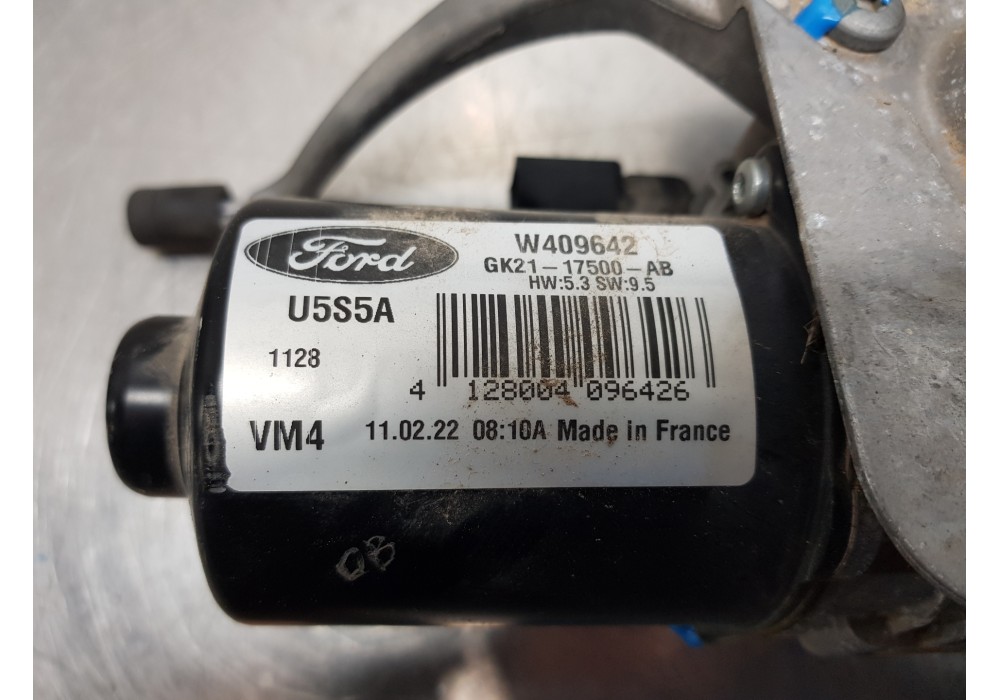 Ford
W409642
GK21-17500-AB
HW:5.3 SW:9.5
U5S5A
1128
4 128004 096426
VM4 11.02.22 08:10A Made in France